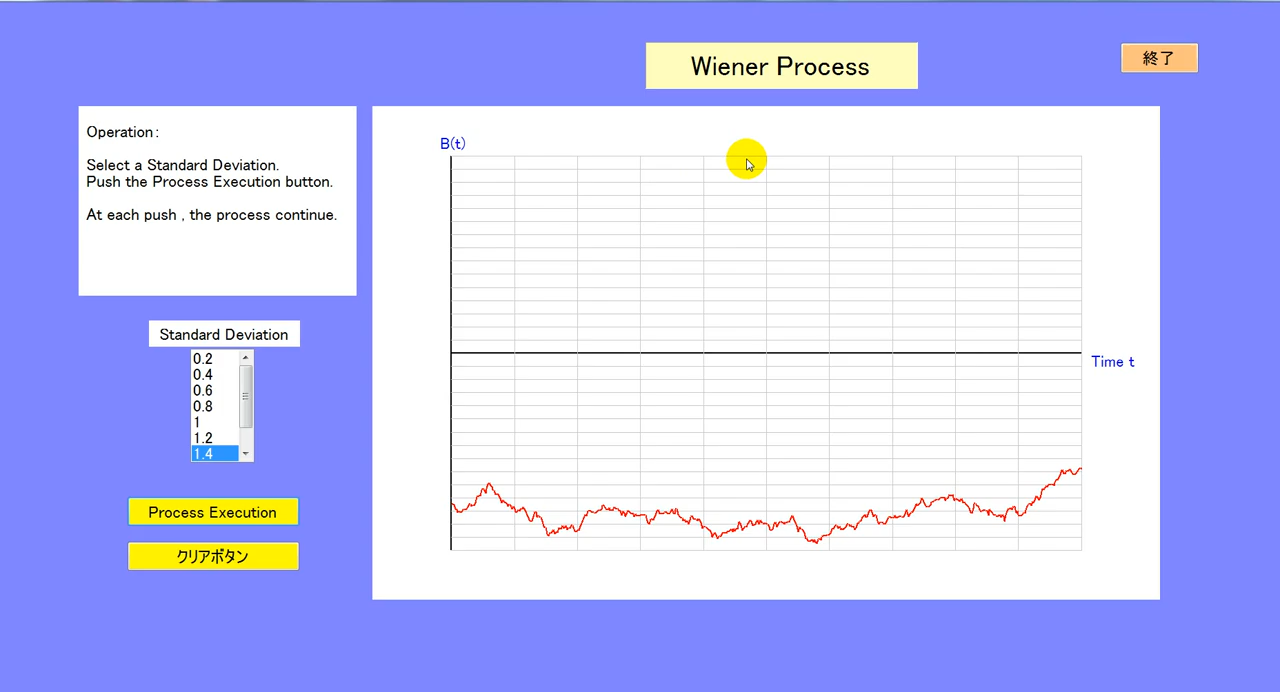 Wiener Process
終了
Operation:
Select a Standard Deviation.
Push the Process Execution button.
At each push , the process continue.
B(t)
Time t
Standard Deviation
0.2
0.4
0.6
0.8
1
1.2
1.4
Process Execution
クリアボタン